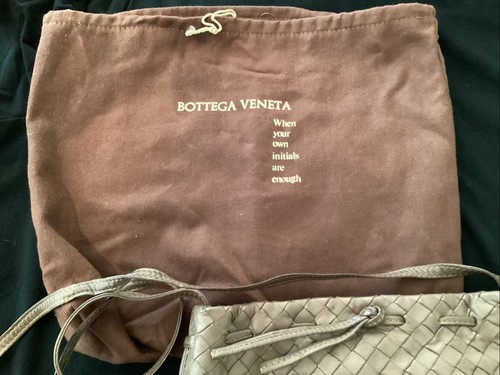 BOTTEGA VENETA
When
your
own
initials
are
enough